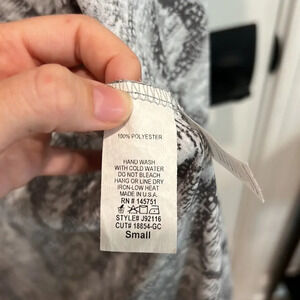 100% POLYESTER
HAND WASH
WITH COLD WATER
DO NOT BLEACH
HANG OR LINE DRY
IRON-LOW HEAT
MADE IN U.S.A.
RN # 145751
STYLE# J92116
CUT# 18654-GC
Small